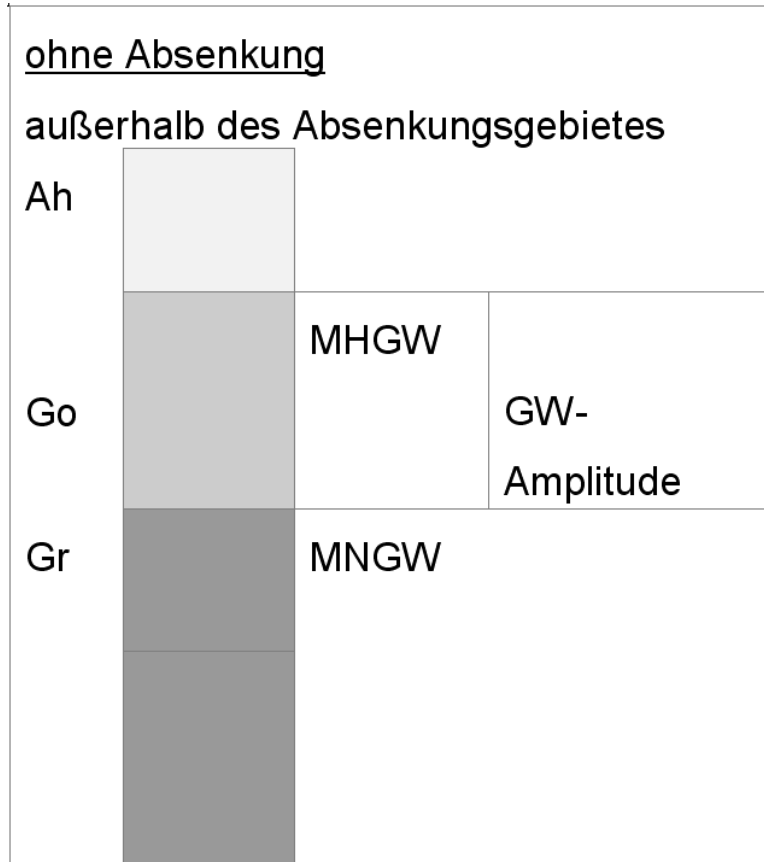 ohne Absenkung
außerhalb des Absenkungsgebietes
Ah
MHGW
Go
GW-
Amplitude
Gr
MNGW